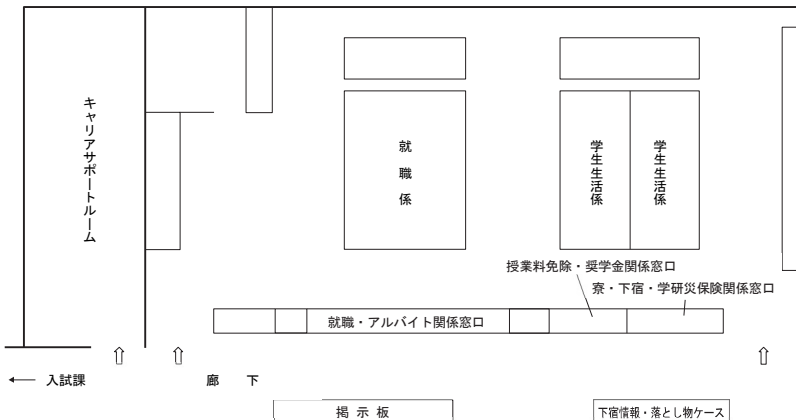 キャリアサポートルーム
就職係
学生生活係
学生生活係
授業料免除・奨学金関係窓口
寮・下宿・学研災保険関係窓口
就職・アルバイト関係窓口
← 入試課
廊 下
掲 示 板
下宿情報・落とし物ケース